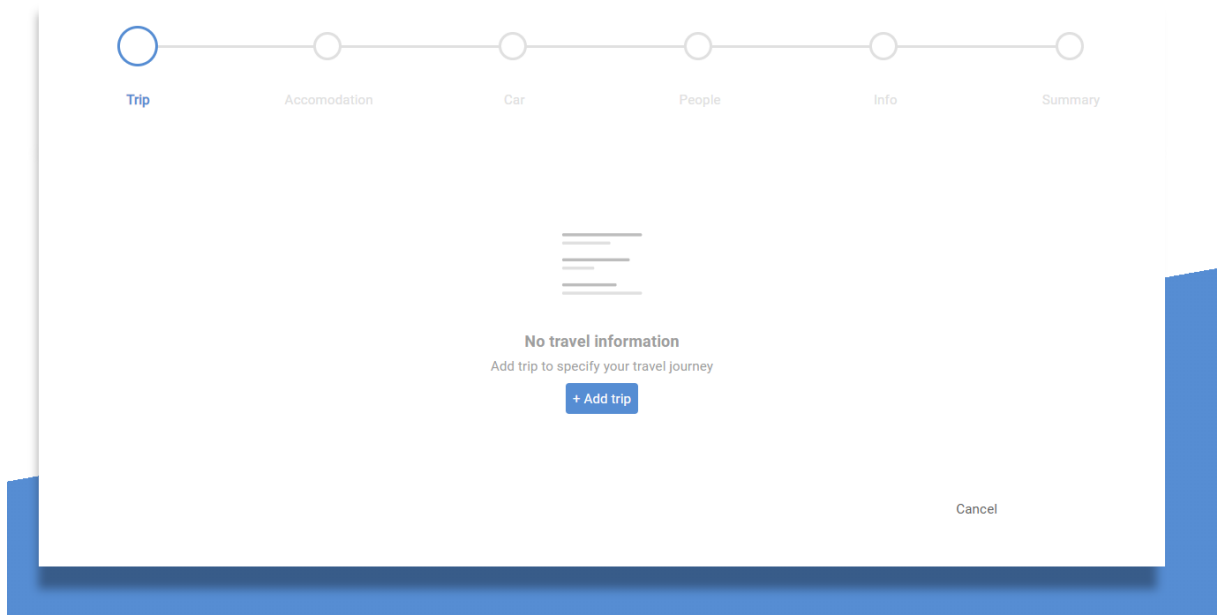 Trip
Accomodation
Car
People
Info
Summary
No travel information
Add trip to specify your travel journey
+ Add trip
Cancel